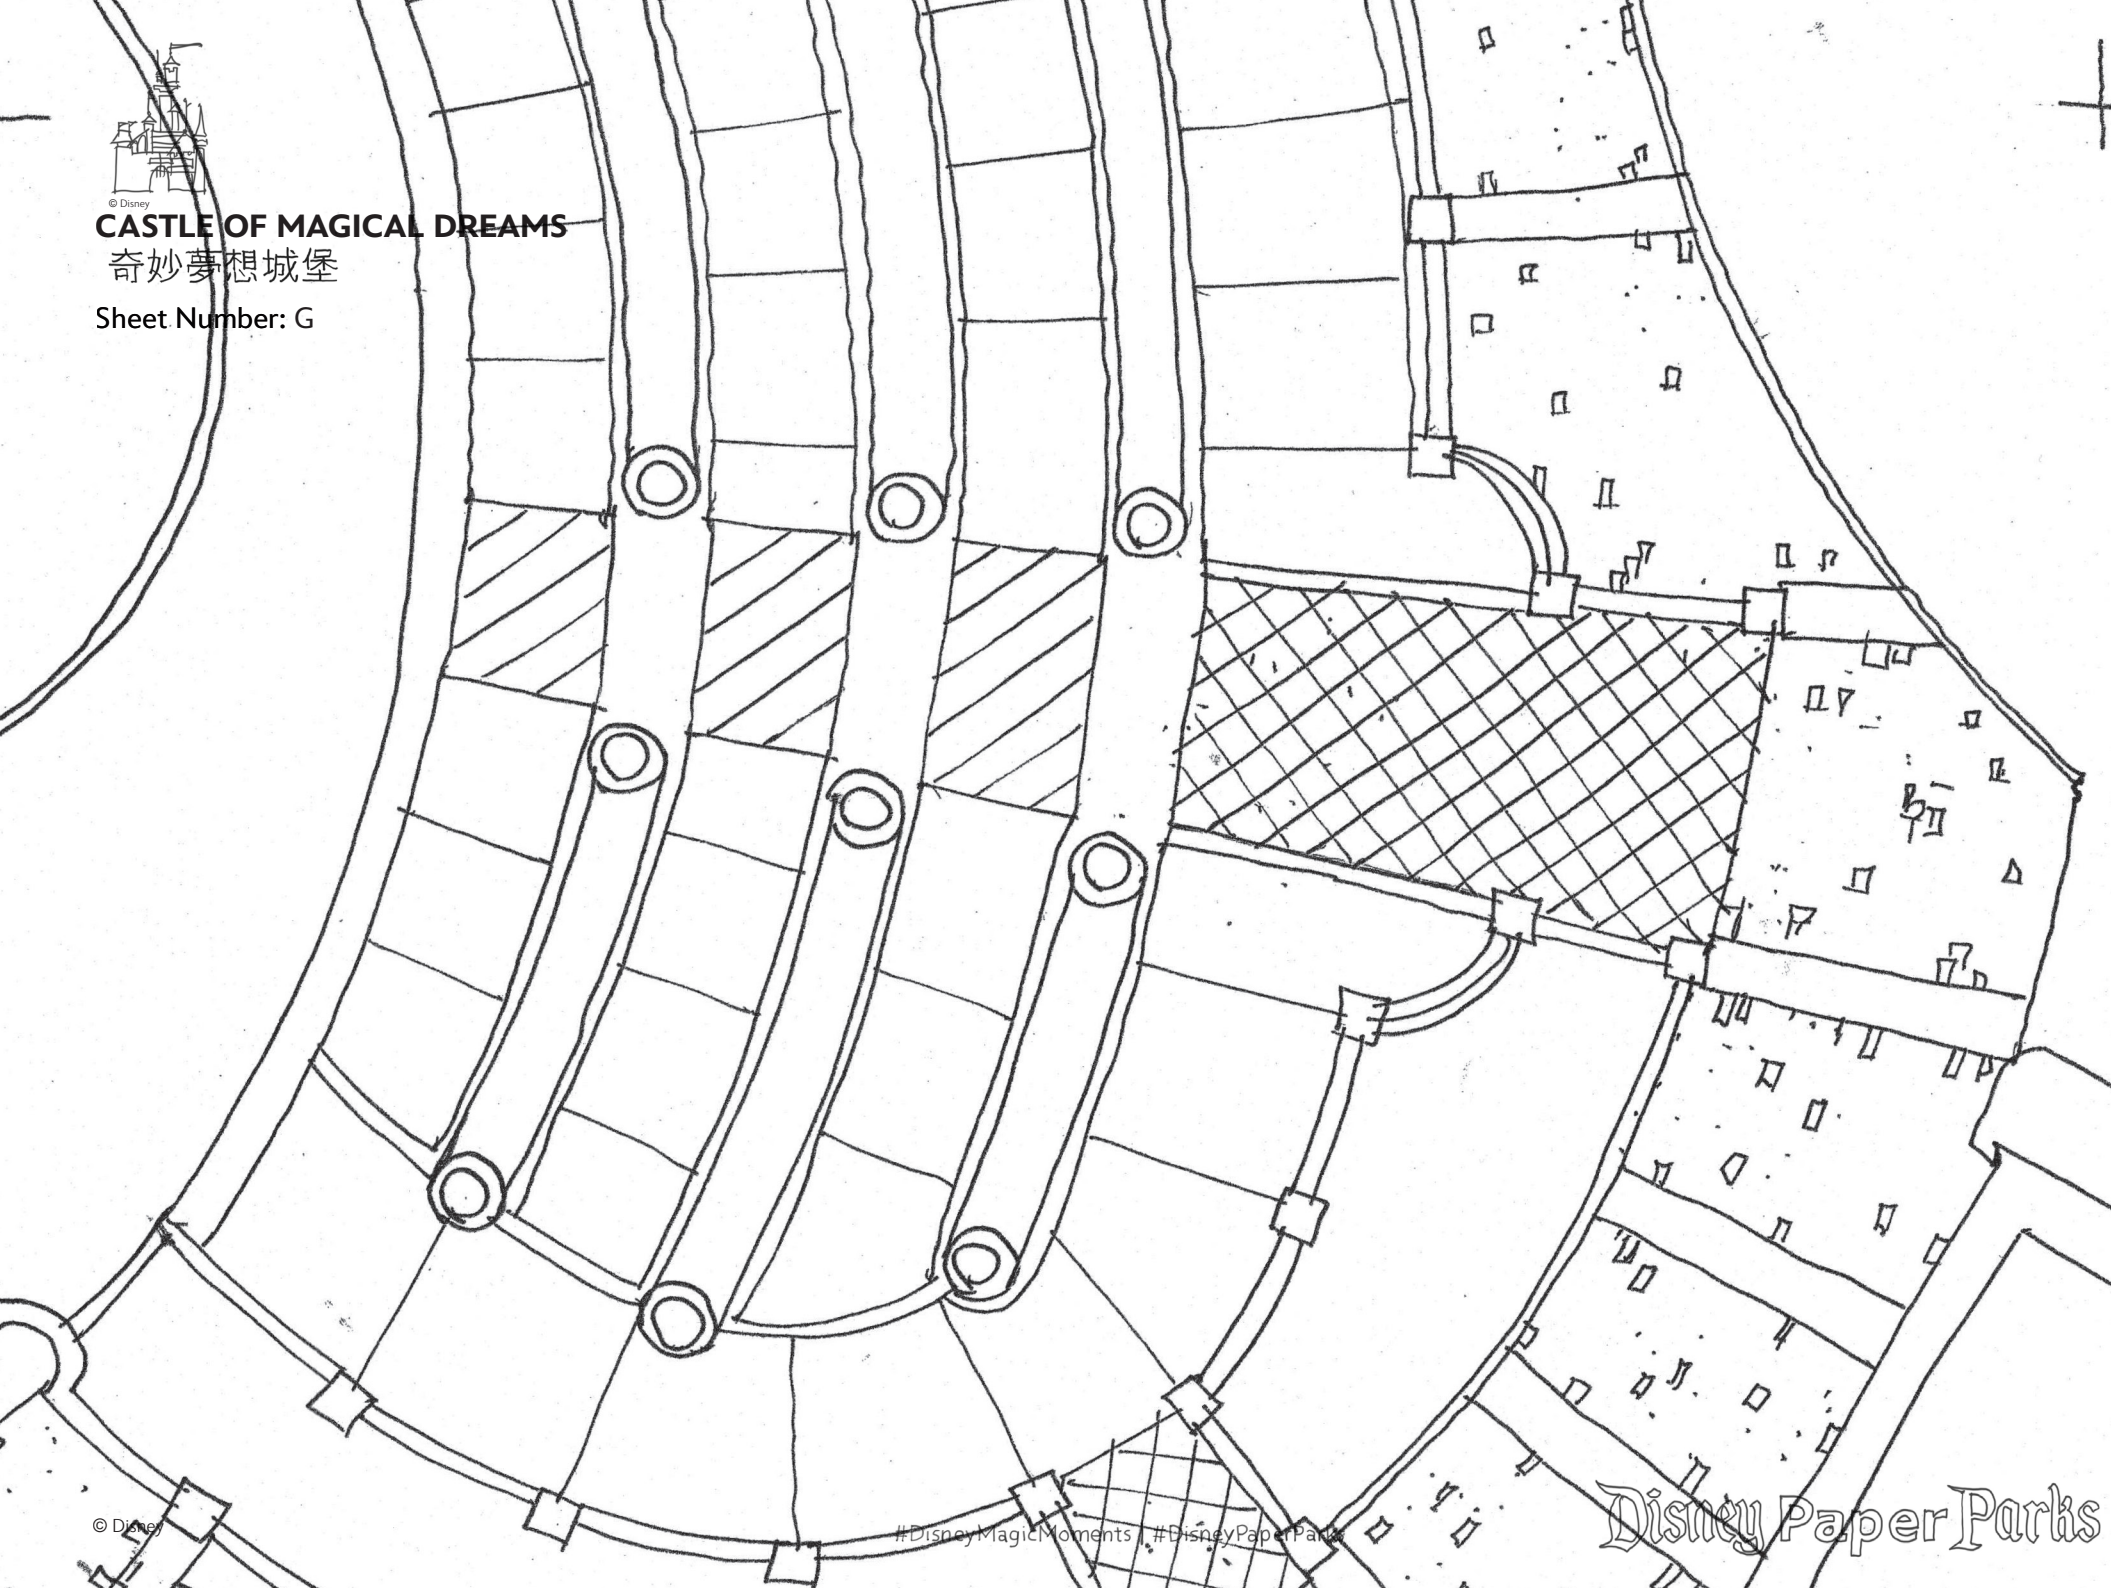 © Disney
CASTLE OF MAGICAL DREAMS
奇妙夢想城堡
Sheet Number: G
© Disney
#DisneyMagicMoments | #DisneyPaperParks
Disney Paper Parks